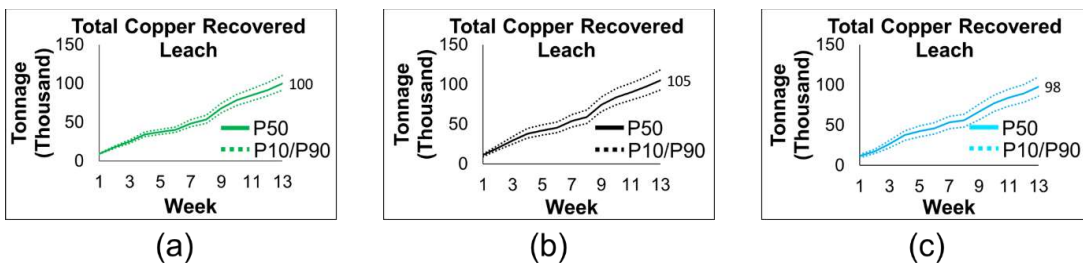 Total Copper Recovered
Leach
Tonnage
(Thousand)
150
100
50
0
100
P50
P10/P90
1 3 5 7 9 11 13
Week
(a)
Total Copper Recovered
Leach
Tonnage
(Thousand)
150
100
50
0
105
P50
P10/P90
1 3 5 7 9 11 13
Week
(b)
Total Copper Recovered
Leach
Tonnage
(Thousand)
150
100
50
0
98
P50
P10/P90
1 3 5 7 9 11 13
Week
(c)